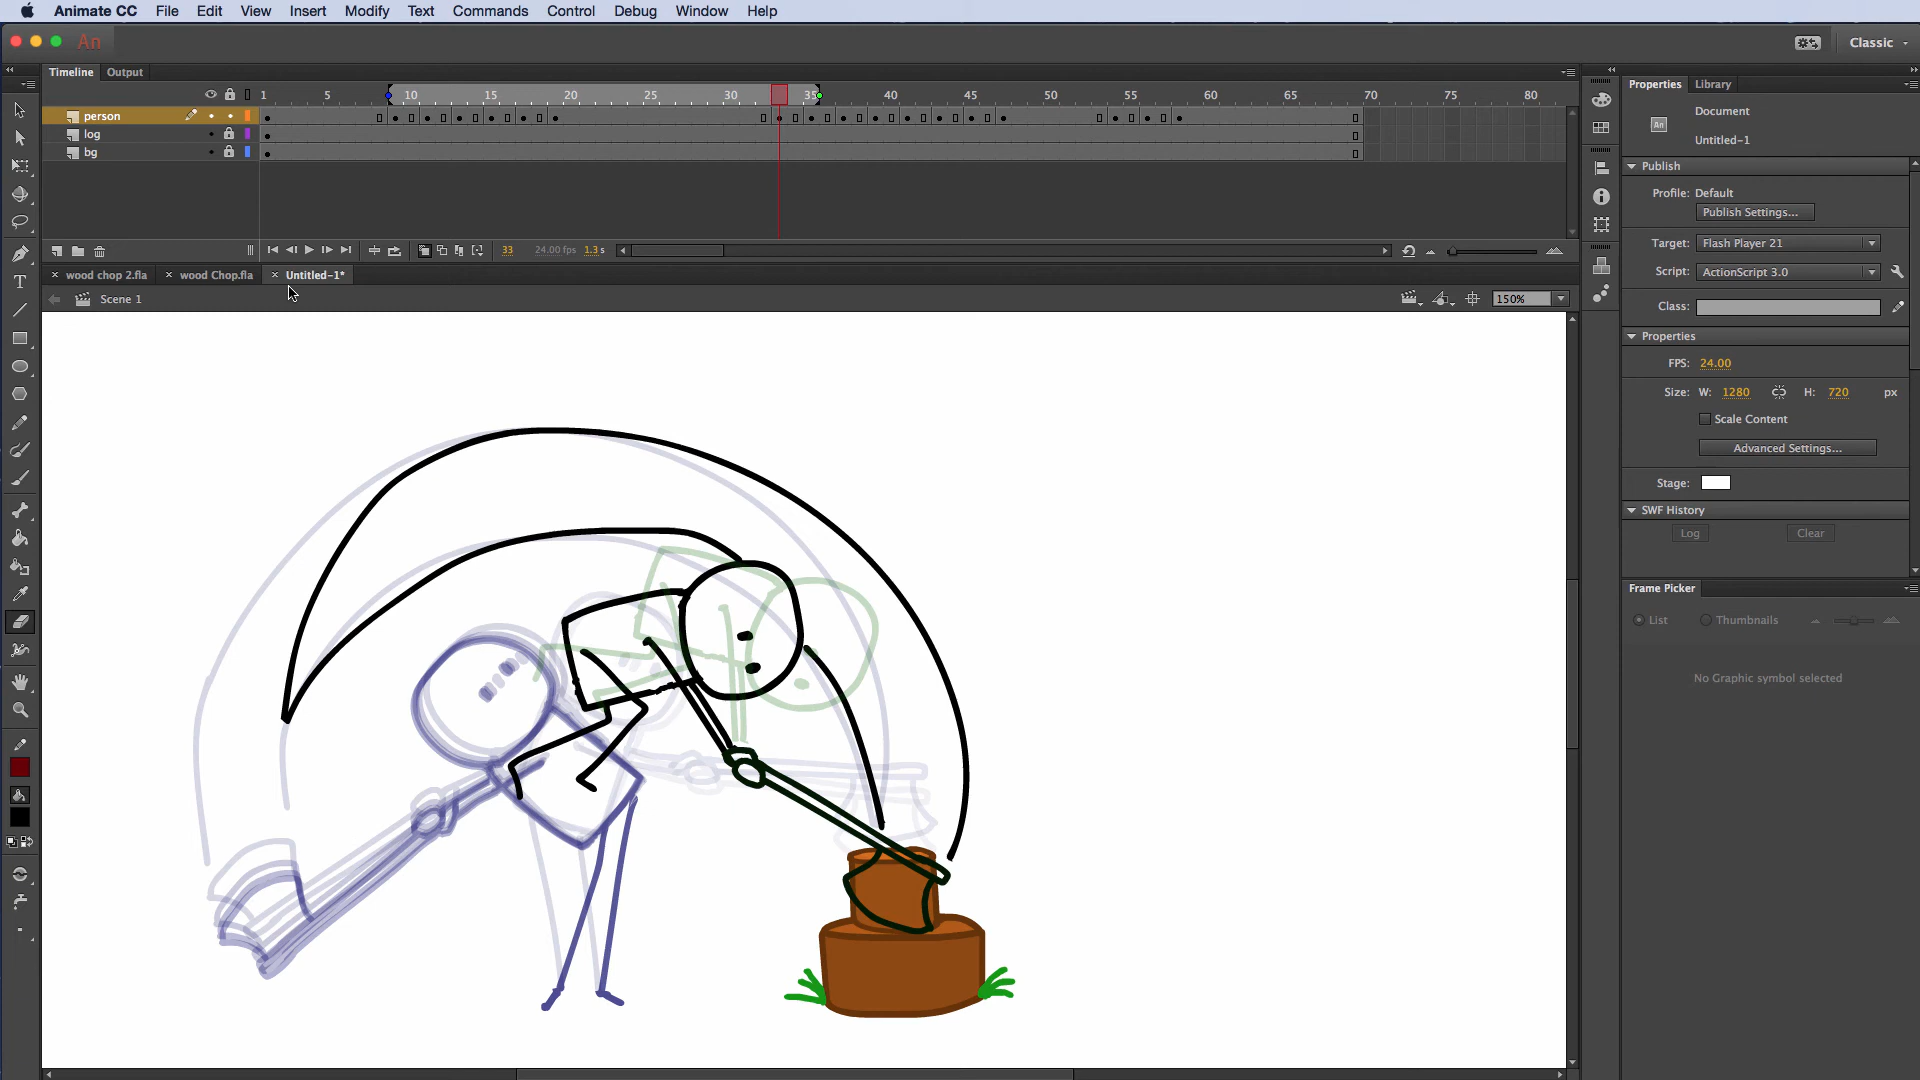 Animate CC File Edit View Insert Modify Text Commands Control Debug Window Help
An Classic
Timeline Output
1 5 10 15 20 25 30 35 40 45 50 55 60 65 70 75 80
person
log
bg
33 24.00 fps 1.3 s
wood chop 2.fla wood Chop.fla Untitled-1*
Scene 1 150%
T
Properties Library
Document
An Untitled-1
Publish
Profile: Default
Publish Settings...
Target: Flash Player 21
Script: ActionScript 3.0
Class:
Properties
FPS: 24.00
Size: W: 1280 H: 720 px
Scale Content
Advanced Settings...
Stage:
SWF History
Log Clear
Frame Picker
List Thumbnails
No Graphic symbol selected